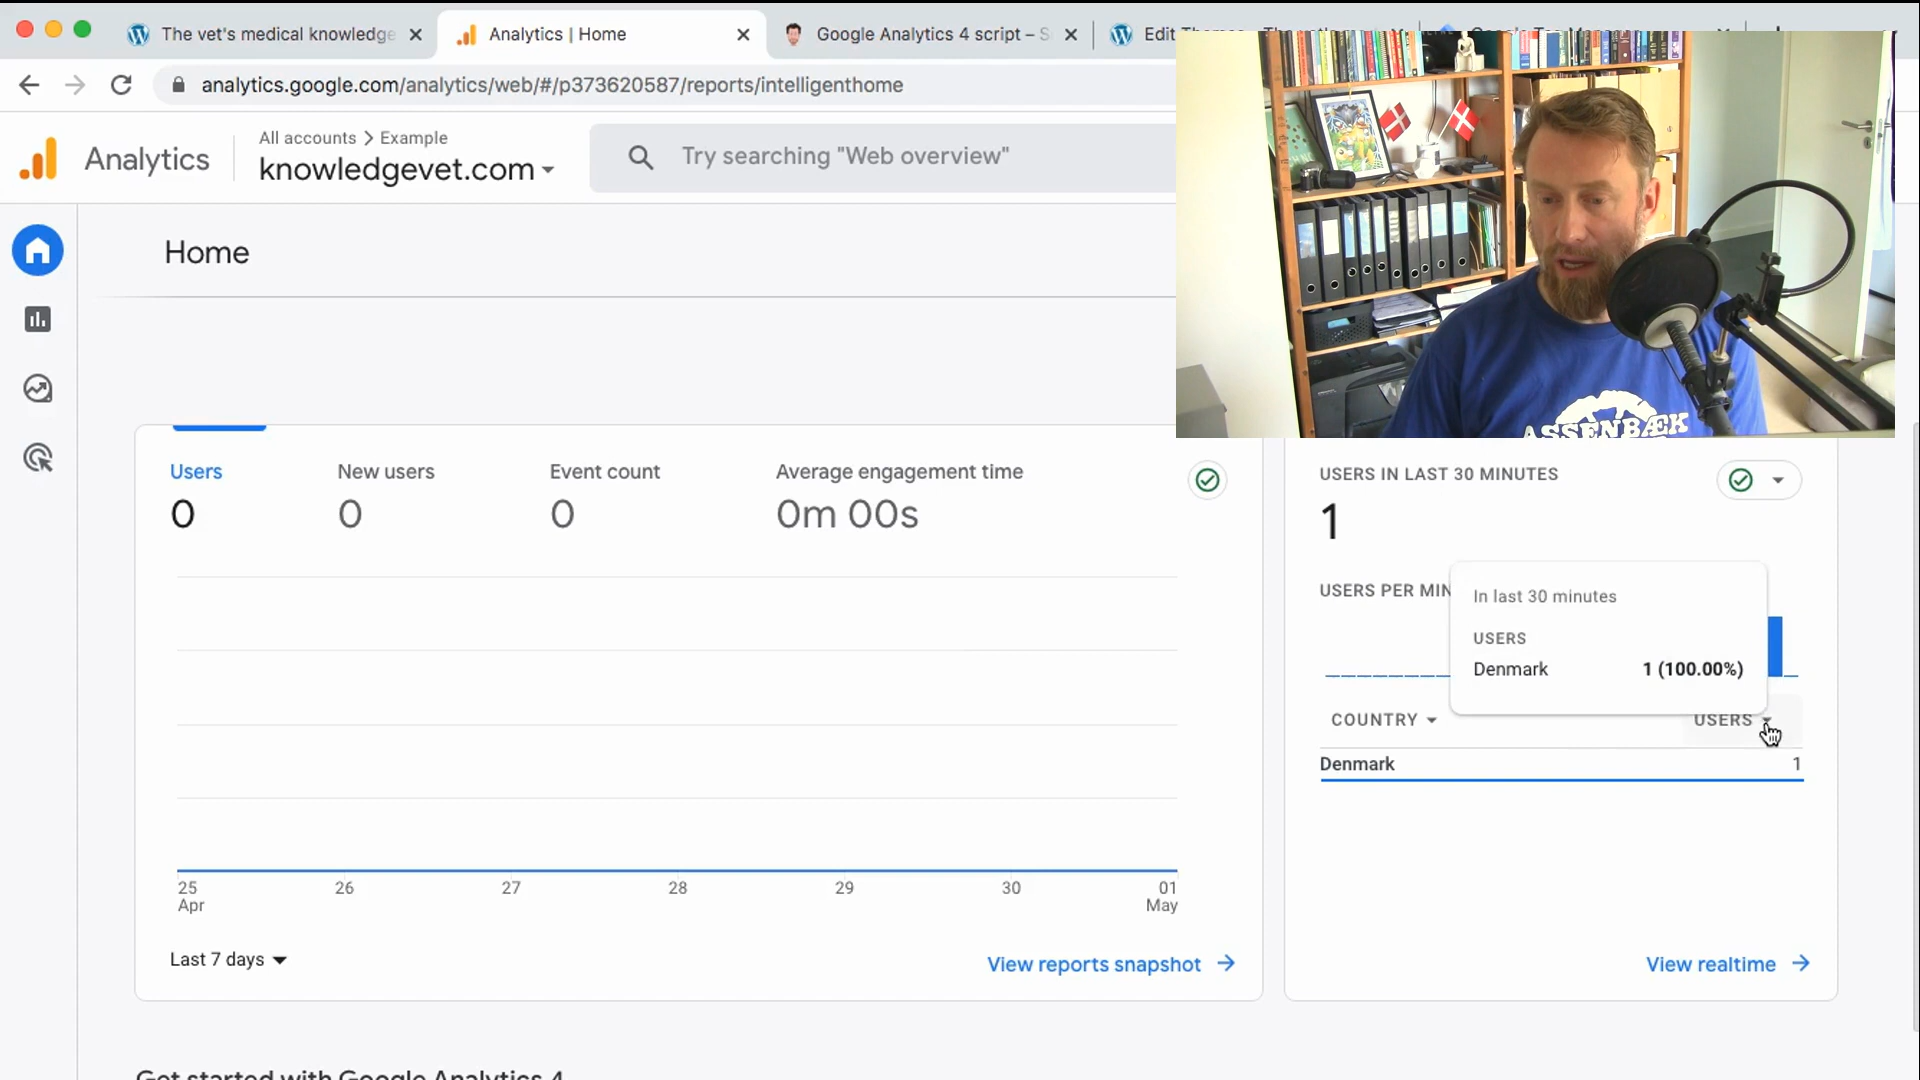 The vet's medical knowledge
Analytics | Home
Google Analytics 4 script – S
Edit
analytics.google.com/analytics/web/#/p373620587/reports/intelligenthome
Analytics
All accounts > Example
knowledgevet.com
Try searching "Web overview"
Home
ASSENBÆK
Users
0
New users
0
Event count
0
Average engagement time
0m 00s
25
Apr
26
27
28
29
30
01
May
Last 7 days
View reports snapshot
USERS IN LAST 30 MINUTES
1
USERS PER MIN
In last 30 minutes
USERS
Denmark 1 (100.00%)
COUNTRY USERS
Denmark 1
View realtime
Get started with Google Analytics 4